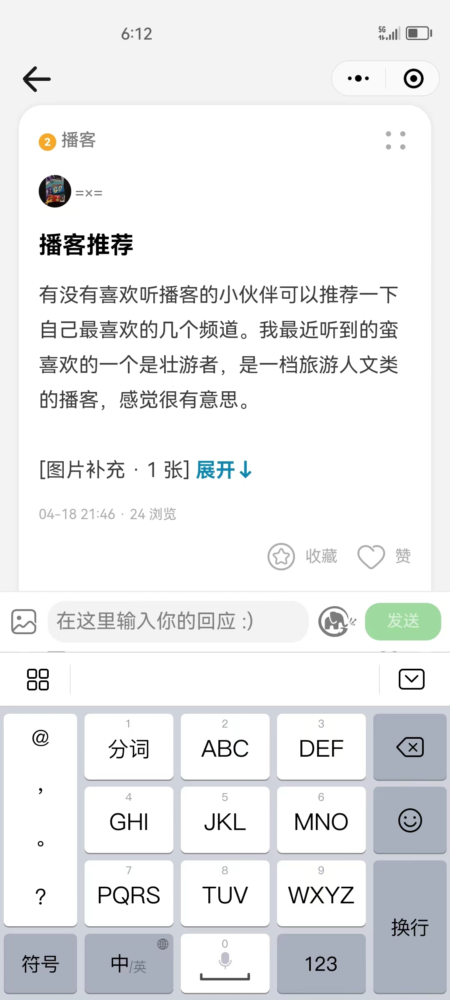 6:12
5G
2 播客
GO
=×=
播客推荐
有没有喜欢听播客的小伙伴可以推荐一下
自己最喜欢的几个频道。我最近听到的蛮
喜欢的一个是壮游者，是一档旅游人文类
的播客，感觉很有意思。
[图片补充 · 1 张] 展开↓
04-18 21:46 · 24 浏览
收藏 赞
在这里输入你的回应 :)
发送
@
，
。
?
1
分词
2
ABC
3
DEF
4
GHI
5
JKL
6
MNO
7
PQRS
8
TUV
9
WXYZ
换行
符号
中/英
0
123